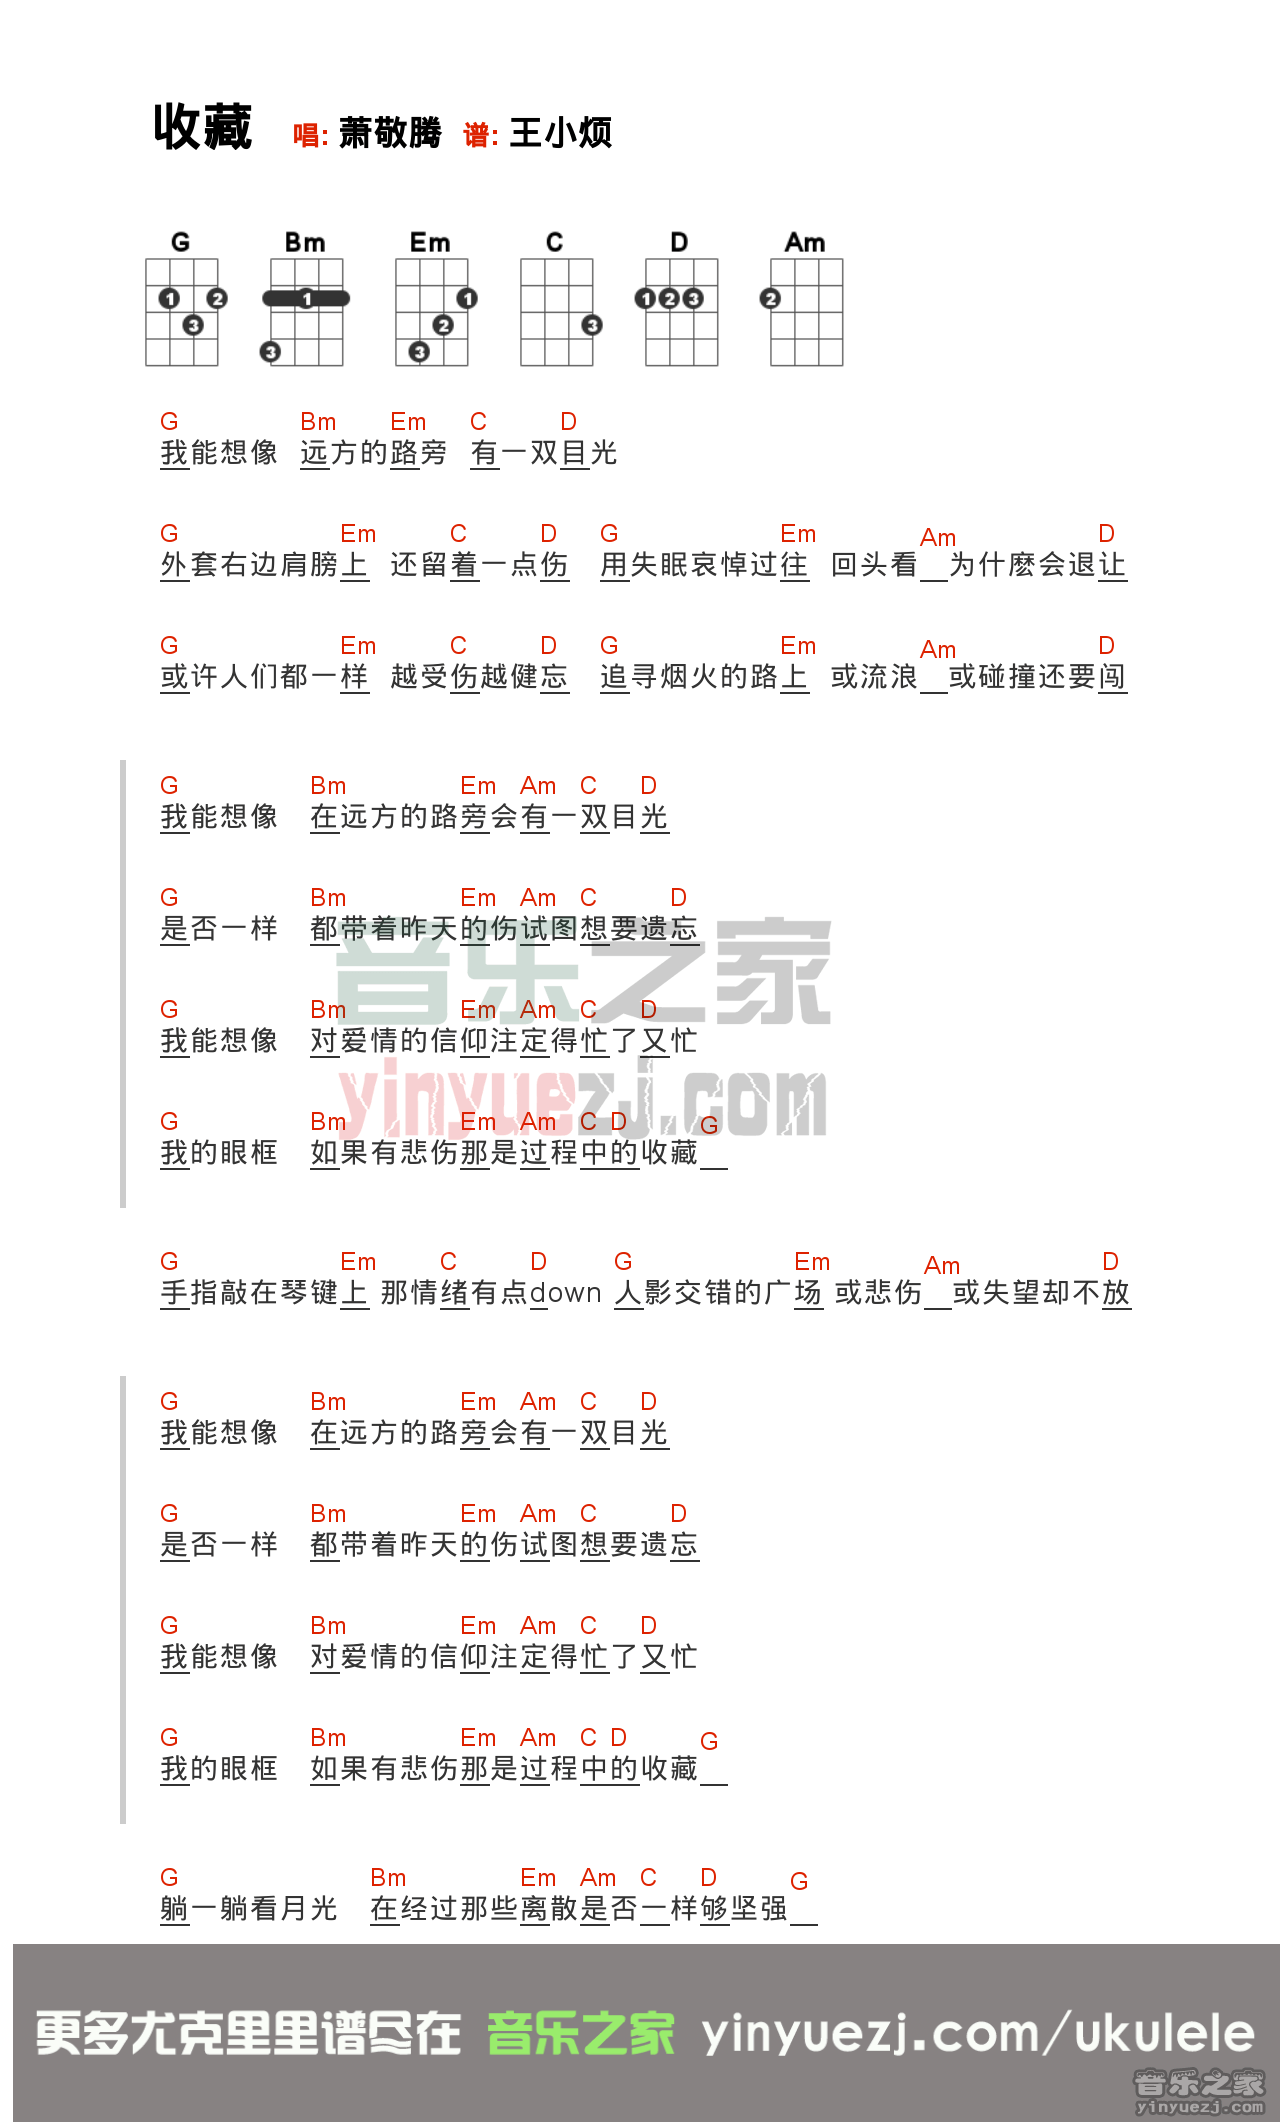 收藏 唱: 萧敬腾 谱: 王小烦
G Bm Em C D Am
1 2 3 1 3 1 2 3 3 1 2 3 2
G Bm Em C D
我能想像 远方的路旁 有一双目光
G Em C D G Em Am D
外套右边肩膀上 还留着一点伤 用失眠哀悼过往 回头看__为什麽会退让
G Em C D G Em Am D
或许人们都一样 越受伤越健忘 追寻烟火的路上 或流浪__或碰撞还要闯
G Bm Em Am C D
我能想像 在远方的路旁会有一双目光
G Bm Em Am C D
是否一样 都带着昨天的伤试图想要遗忘
音乐之家
G Bm Em Am C D
我能想像 对爱情的信仰注定得忙了又忙
yinyuezj.com
G Bm Em Am C D G
我的眼框 如果有悲伤那是过程中的收藏__
G Em C D G Em Am D
手指敲在琴键上 那情绪有点down 人影交错的广场 或悲伤__或失望却不放
G Bm Em Am C D
我能想像 在远方的路旁会有一双目光
G Bm Em Am C D
是否一样 都带着昨天的伤试图想要遗忘
G Bm Em Am C D
我能想像 对爱情的信仰注定得忙了又忙
G Bm Em Am C D G
我的眼框 如果有悲伤那是过程中的收藏__
G Bm Em Am C D G
躺一躺看月光 在经过那些离散是否一样够坚强__
更多尤克里里谱尽在 音乐之家 yinyuezj.com/ukulele
音乐之家
yinyuezj.com